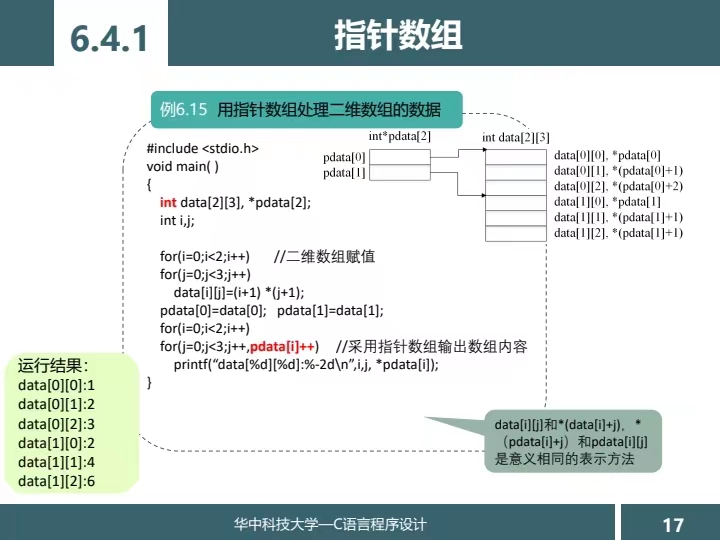 6.4.1
指针数组
例6.15 用指针数组处理二维数组的数据
#include <stdio.h>
void main( )
{
int data[2][3], *pdata[2];
int i,j;
for(i=0;i<2;i++) //二维数组赋值
for(j=0;j<3;j++)
data[i][j]=(i+1) *(j+1);
pdata[0]=data[0]; pdata[1]=data[1];
for(i=0;i<2;i++)
for(j=0;j<3;j++,pdata[i]++) //采用指针数组输出数组内容
printf(“data[%d][%d]:%-2d\n”,i,j, *pdata[i]);
}
int*pdata[2]
int data[2][3]
pdata[0]
pdata[1]
data[0][0], *pdata[0]
data[0][1], *(pdata[0]+1)
data[0][2], *(pdata[0]+2)
data[1][0], *pdata[1]
data[1][1], *(pdata[1]+1)
data[1][2], *(pdata[1]+1)
运行结果：
data[0][0]:1
data[0][1]:2
data[0][2]:3
data[1][0]:2
data[1][1]:4
data[1][2]:6
data[i][j]和*(data[i]+j)，*
（pdata[i]+j）和pdata[i][j]
是意义相同的表示方法
华中科技大学—C语言程序设计
17